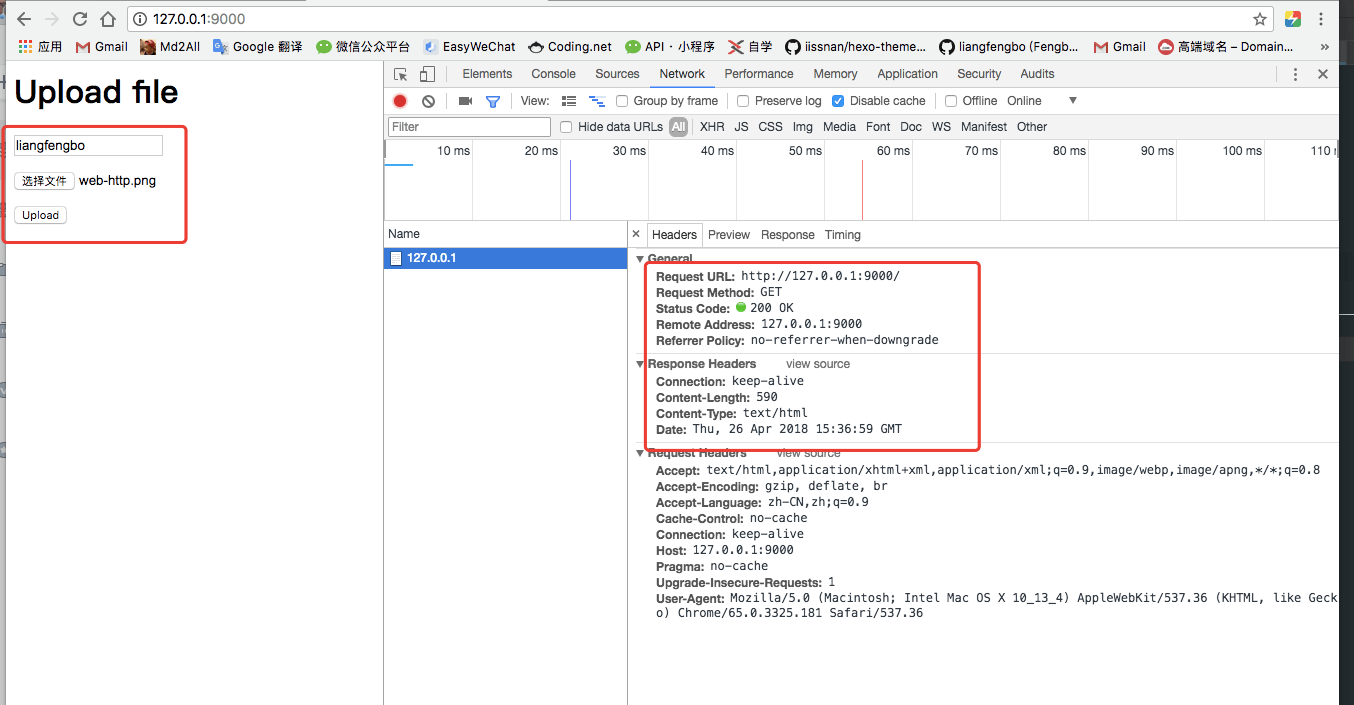 127.0.0.1:9000
应用 Gmail Md2All Google 翻译 微信公众平台 EasyWeChat Coding.net API · 小程序 自学 iissnan/hexo-theme... liangfengbo (Fengb... Gmail 高端域名 – Domain... »
Upload file
liangfengbo
选择文件 web-http.png
Upload
Elements Console Sources Network Performance Memory Application Security Audits
View: Group by frame Preserve log Disable cache Offline Online
Filter Hide data URLs All XHR JS CSS Img Media Font Doc WS Manifest Other
10 ms 20 ms 30 ms 40 ms 50 ms 60 ms 70 ms 80 ms 90 ms 100 ms 110
Name
127.0.0.1
Headers Preview Response Timing
General
Request URL: http://127.0.0.1:9000/
Request Method: GET
Status Code: 200 OK
Remote Address: 127.0.0.1:9000
Referrer Policy: no-referrer-when-downgrade
Response Headers view source
Connection: keep-alive
Content-Length: 590
Content-Type: text/html
Date: Thu, 26 Apr 2018 15:36:59 GMT
Request Headers view source
Accept: text/html,application/xhtml+xml,application/xml;q=0.9,image/webp,image/apng,*/*;q=0.8
Accept-Encoding: gzip, deflate, br
Accept-Language: zh-CN,zh;q=0.9
Cache-Control: no-cache
Connection: keep-alive
Host: 127.0.0.1:9000
Pragma: no-cache
Upgrade-Insecure-Requests: 1
User-Agent: Mozilla/5.0 (Macintosh; Intel Mac OS X 10_13_4) AppleWebKit/537.36 (KHTML, like Geck
o) Chrome/65.0.3325.181 Safari/537.36